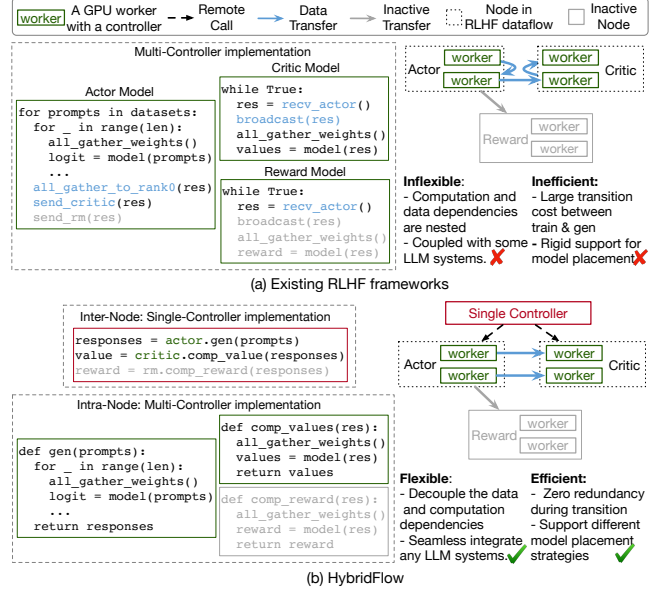 worker
A GPU worker
with a controller
Remote
Call
Data
Transfer
Inactive
Transfer
Node in
RLHF dataflow
Inactive
Node
Multi-Controller implementation
Actor Model
for prompts in datasets:
for _ in range(len):
all_gather_weights()
logit = model(prompts)
...
all_gather_to_rank0(res)
send_critic(res)
send_rm(res)
Critic Model
while True:
res = recv_actor()
broadcast(res)
all_gather_weights()
values = model(res)
Reward Model
while True:
res = recv_actor()
broadcast(res)
all_gather_weights()
reward = model(res)
Actor
worker
worker
worker
worker
Critic
Reward
worker
worker
Inflexible:
- Computation and
data dependencies
are nested
- Coupled with some
LLM systems.
Inefficient:
- Large transition
cost between
train & gen
- Rigid support for
model placement
(a) Existing RLHF frameworks
Inter-Node: Single-Controller implementation
responses = actor.gen(prompts)
value = critic.comp_value(responses)
reward = rm.comp_reward(responses)
Intra-Node: Multi-Controller implementation
def gen(prompts):
for _ in range(len):
all_gather_weights()
logit = model(prompts)
...
return responses
def comp_values(res):
all_gather_weights()
values = model(res)
return values
def comp_reward(res):
all_gather_weights()
reward = model(res)
return reward
Single Controller
Actor
worker
worker
worker
worker
Critic
Reward
worker
worker
Flexible:
- Decouple the data
and computation
dependencies
- Seamless integrate
any LLM systems.
Efficient:
- Zero redundancy
during transition
- Support different
model placement
strategies
(b) HybridFlow